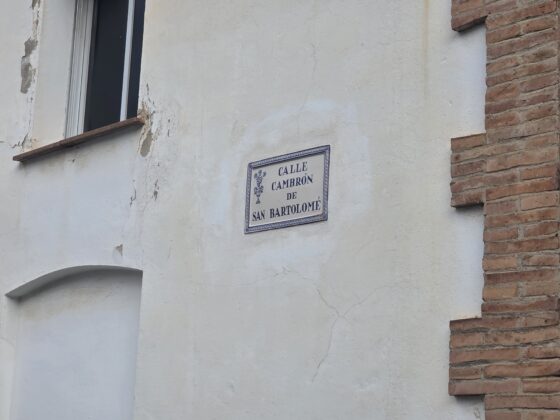 CALLE
CAMBRÓN
DE
SAN BARTOLOMÉ